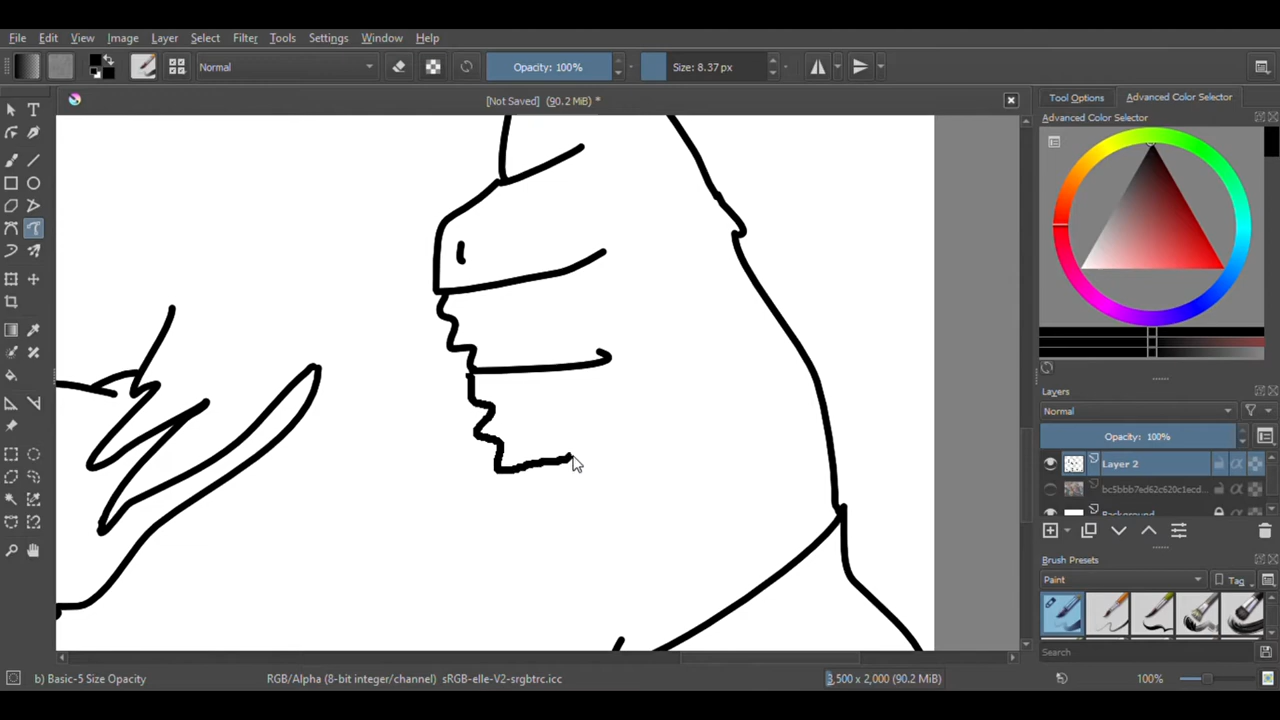 File Edit View Image Layer Select Filter Tools Settings Window Help
Normal Opacity: 100% Size: 8.37 px
[Not Saved] (90.2 MiB) *
Tool Options Advanced Color Selector
Advanced Color Selector
Layers
Normal
Opacity: 100%
Layer 2
bc5bbb7ed62c620c1ecd...
Background
Brush Presets
Paint Tag
Search
b) Basic-5 Size Opacity RGB/Alpha (8-bit integer/channel) sRGB-elle-V2-srgbtrc.icc 3,500 x 2,000 (90.2 MiB) 100%